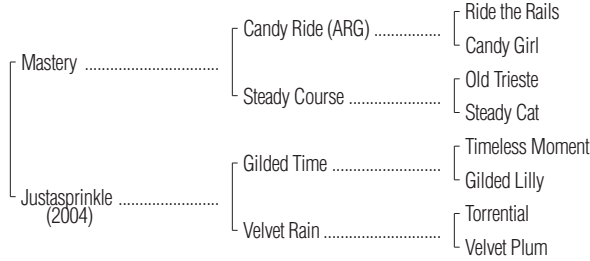 Ride the Rails
Candy Ride (ARG) ................
Candy Girl
Mastery ................................
Old Trieste
Steady Course ......................
Steady Cat
Timeless Moment
Gilded Time ..........................
Gilded Lilly
Justasprinkle ........................
(2004)
Torrential
Velvet Rain ............................
Velvet Plum